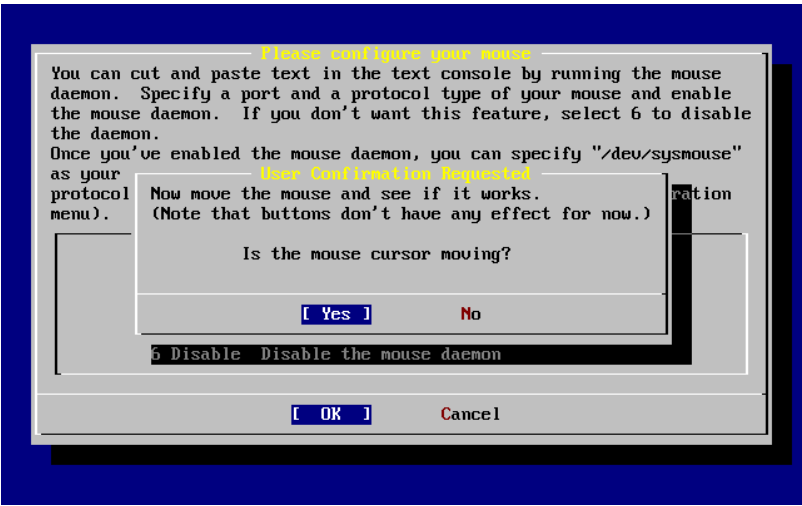 Please configure your mouse
You can cut and paste text in the text console by running the mouse
daemon.  Specify a port and a protocol type of your mouse and enable
the mouse daemon.  If you don't want this feature, select 6 to disable
the daemon.
Once you've enabled the mouse daemon, you can specify "/dev/sysmouse"
as your
User Confirmation Requested
protocol
ration
menu).
Now move the mouse and see if it works.
(Note that buttons don't have any effect for now.)
Is the mouse cursor moving?
[ Yes ]    No
6 Disable  Disable the mouse daemon
[  OK  ]    Cancel